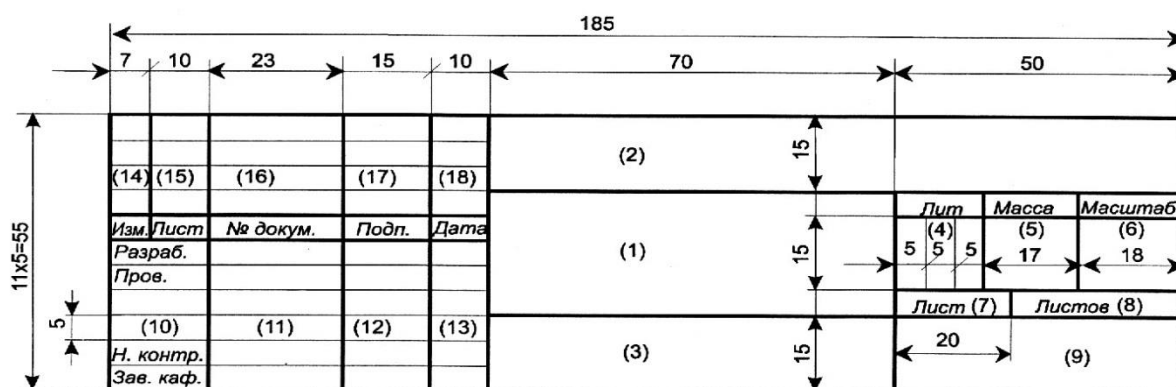 185
7 10 23 15 10 70 50
(2) 15
(14) (15) (16) (17) (18)
Лит Масса Масштаб
(4) (5) (6)
Изм. Лист № докум. Подп. Дата
Разраб. (1) 15 5 5 5 17 18
Пров.
11х5=55
Лист (7) Листов (8)
5 (10) (11) (12) (13)
20
(3) 15 (9)
Н. контр.
Зав. каф.